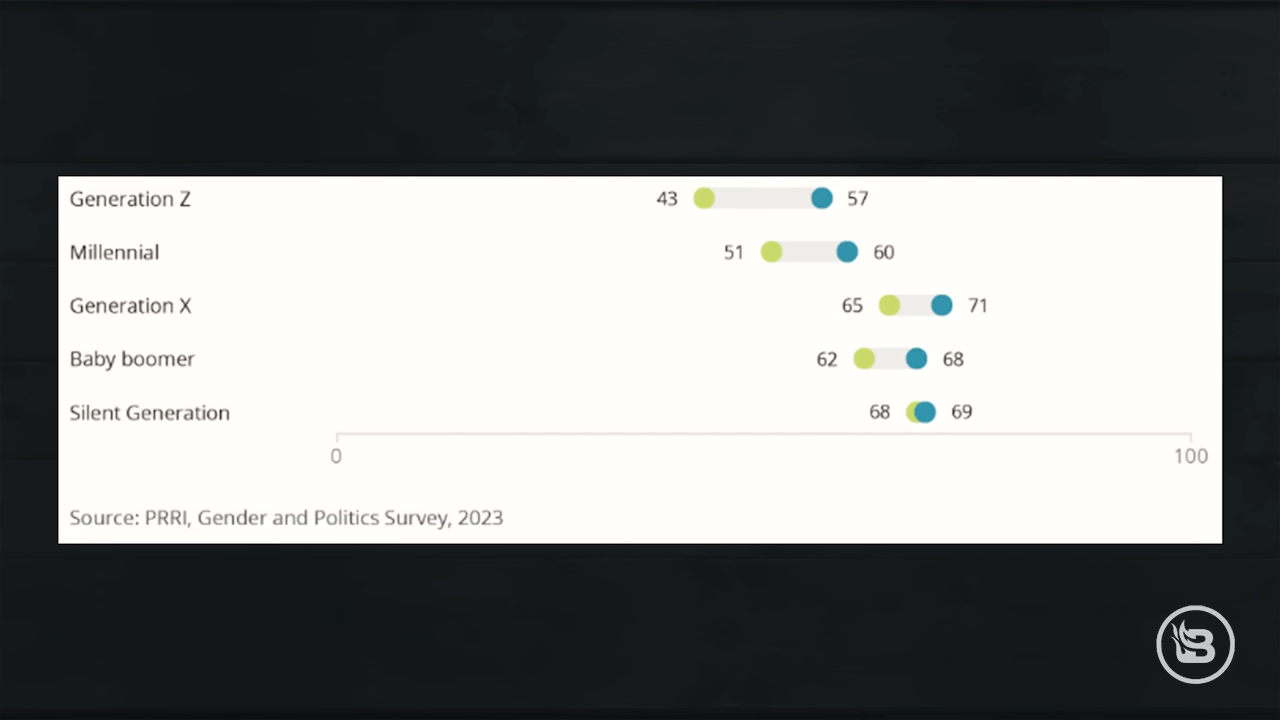 Generation Z 43 57
Millennial 51 60
Generation X 65 71
Baby boomer 62 68
Silent Generation 68 69
0 100
Source: PRRI, Gender and Politics Survey, 2023
B